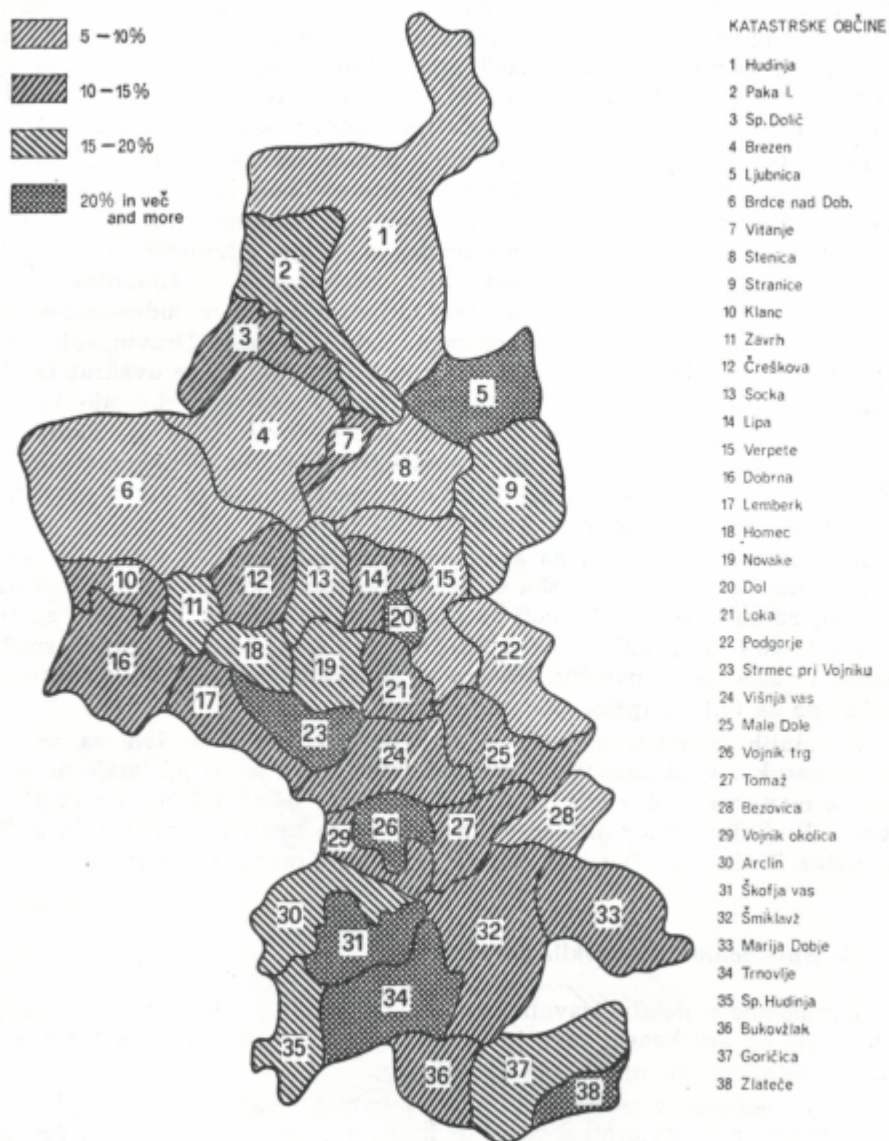 5–10%
10–15%
15–20%
20% in več
and more
KATASTRSKE OBČINE
1 Hudinja
2 Paka I.
3 Sp. Dolič
4 Brezen
5 Ljubnica
6 Brdce nad Dob.
7 Vitanje
8 Stenica
9 Stranice
10 Klanc
11 Zavrh
12 Čreškova
13 Socka
14 Lipa
15 Verpete
16 Dobrna
17 Lemberk
18 Homec
19 Novake
20 Dol
21 Loka
22 Podgorje
23 Strmec pri Vojniku
24 Višnja vas
25 Male Dole
26 Vojnik trg
27 Tomaž
28 Bezovica
29 Vojnik okolica
30 Arclin
31 Škofja vas
32 Šmiklavž
33 Marija Dobje
34 Trnovlje
35 Sp. Hudinja
36 Bukovžlak
37 Goričica
38 Zlateče
1
2
3
5
4
7
8
6
9
10
12
13
14
15
11
20
18
19
22
16
21
17
23
24
25
26
27
28
29
30
31
32
33
34
35
36
37
38